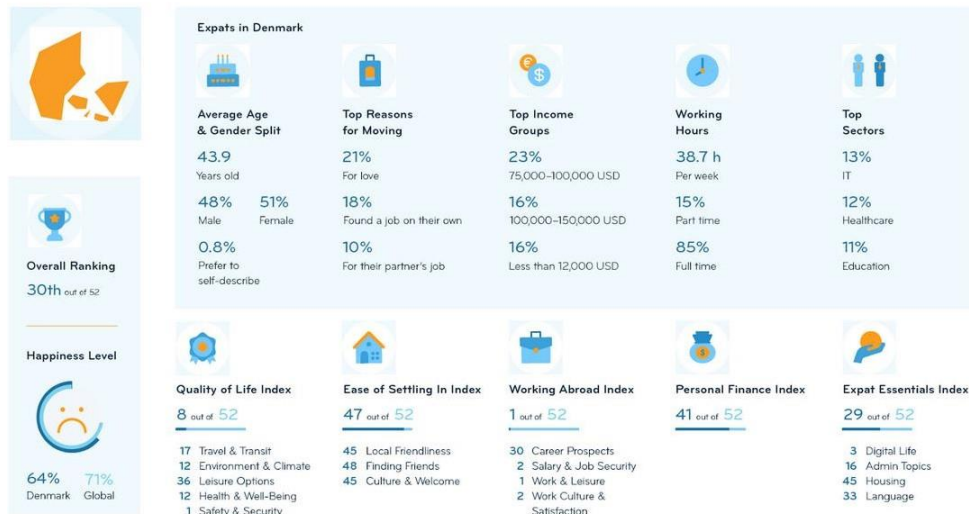 Expats in Denmark
Average Age
& Gender Split
43.9
Years old
48%
Male
51%
Female
0.8%
Prefer to
self-describe
Top Reasons
for Moving
21%
For love
18%
Found a job on their own
10%
For their partner's job
Top Income
Groups
23%
75,000–100,000 USD
16%
100,000–150,000 USD
16%
Less than 12,000 USD
Working
Hours
38.7 h
Per week
15%
Part time
85%
Full time
Top
Sectors
13%
IT
12%
Healthcare
11%
Education
Overall Ranking
30th out of 52
Happiness Level
64%
Denmark
71%
Global
Quality of Life Index
8 out of 52
17 Travel & Transit
12 Environment & Climate
36 Leisure Options
12 Health & Well-Being
1 Safety & Security
Ease of Settling In Index
47 out of 52
45 Local Friendliness
48 Finding Friends
45 Culture & Welcome
Working Abroad Index
1 out of 52
30 Career Prospects
2 Salary & Job Security
1 Work & Leisure
2 Work Culture &
Satisfaction
Personal Finance Index
41 out of 52
Expat Essentials Index
29 out of 52
3 Digital Life
16 Admin Topics
45 Housing
33 Language